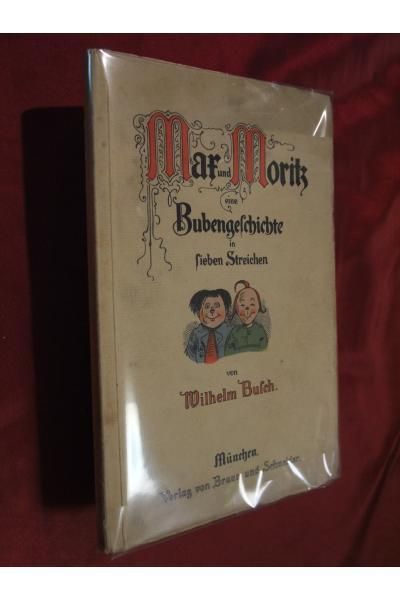 Max und Moritz
eine
Bubengeſchichte
in
ſieben Streichen
von
Wilhelm Buſch.
München.
Verlag von Braun und Schneider.